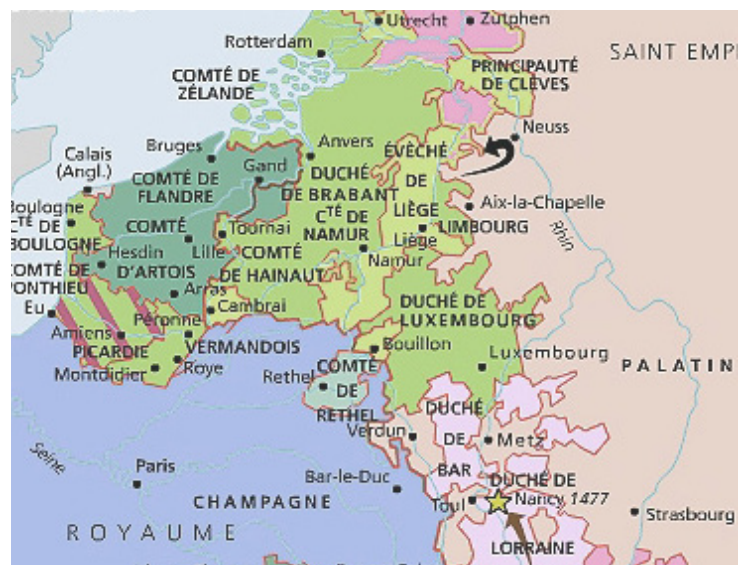 Utrecht
Zutphen
Rotterdam
SAINT EMPI
COMTÉ DE
ZÉLANDE
PRINCIPAUTÉ
DE CLÈVES
Neuss
Bruges
Anvers
ÉVÊCHÉ
Calais
(Angl.)
Gand
DUCHÉ
DE BRABANT
DE
LIÈGE
COMTÉ DE
FLANDRE
Aix-la-Chapelle
Boulogne
CTÉ DE
BOULOGNE
COMTÉ
D'ARTOIS
Tournai
CTÉ DE
NAMUR
Liège
LIMBOURG
Rhin
Hesdin
Lille
COMTÉ
DE HAINAUT
Namur
COMTÉ DE
PONTHIEU
Eu
Arras
Cambrai
DUCHÉ DE
LUXEMBOURG
Amiens
Péronne
PICARDIE
VERMANDOIS
Bouillon
Montdidier
Roye
Rethel
COMTÉ
DE
RETHEL
Luxembourg
PALATIN
Verdun
DUCHÉ
DE
BAR
Metz
Seine
Paris
Bar-le-Duc
DUCHÉ DE
LORRAINE
CHAMPAGNE
Toul
Nancy 1477
Strasbourg
ROYAUME